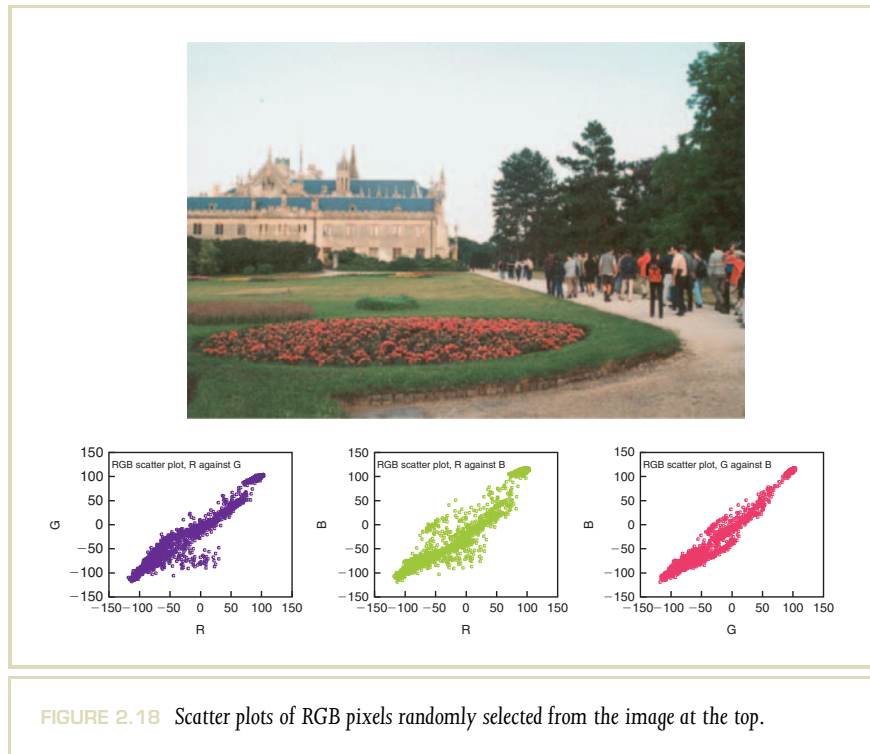 150
100
50
0
−50
−100
−150
G
RGB scatter plot, R against G
−150 −100 −50 0 50 100 150
R
150
100
50
0
−50
−100
−150
B
RGB scatter plot, R against B
−150 −100 −50 0 50 100 150
R
150
100
50
0
−50
−100
−150
B
RGB scatter plot, G against B
−150 −100 −50 0 50 100 150
G
FIGURE 2.18 Scatter plots of RGB pixels randomly selected from the image at the top.